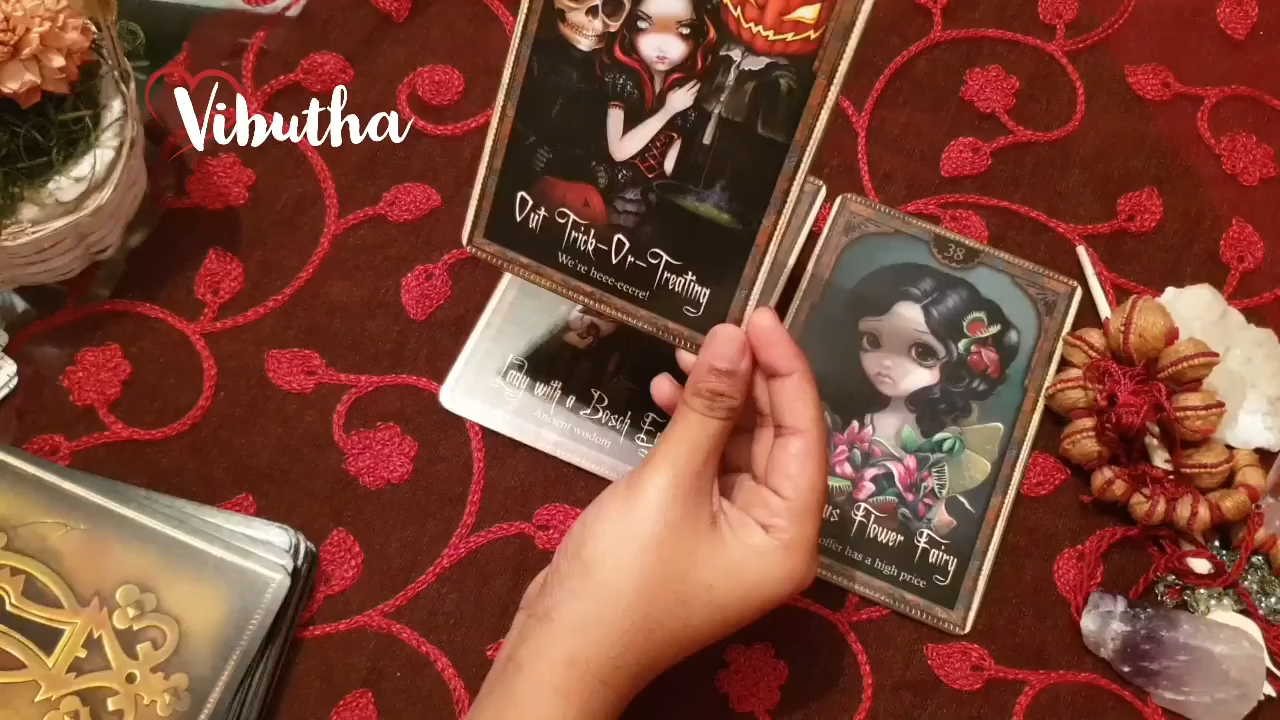 Vibutha
Out Trick-Or-Treating
We're heee-eeere!
38
Lady with a Bosch
Ancient wisdom
Flower Fairy
offer has a high price